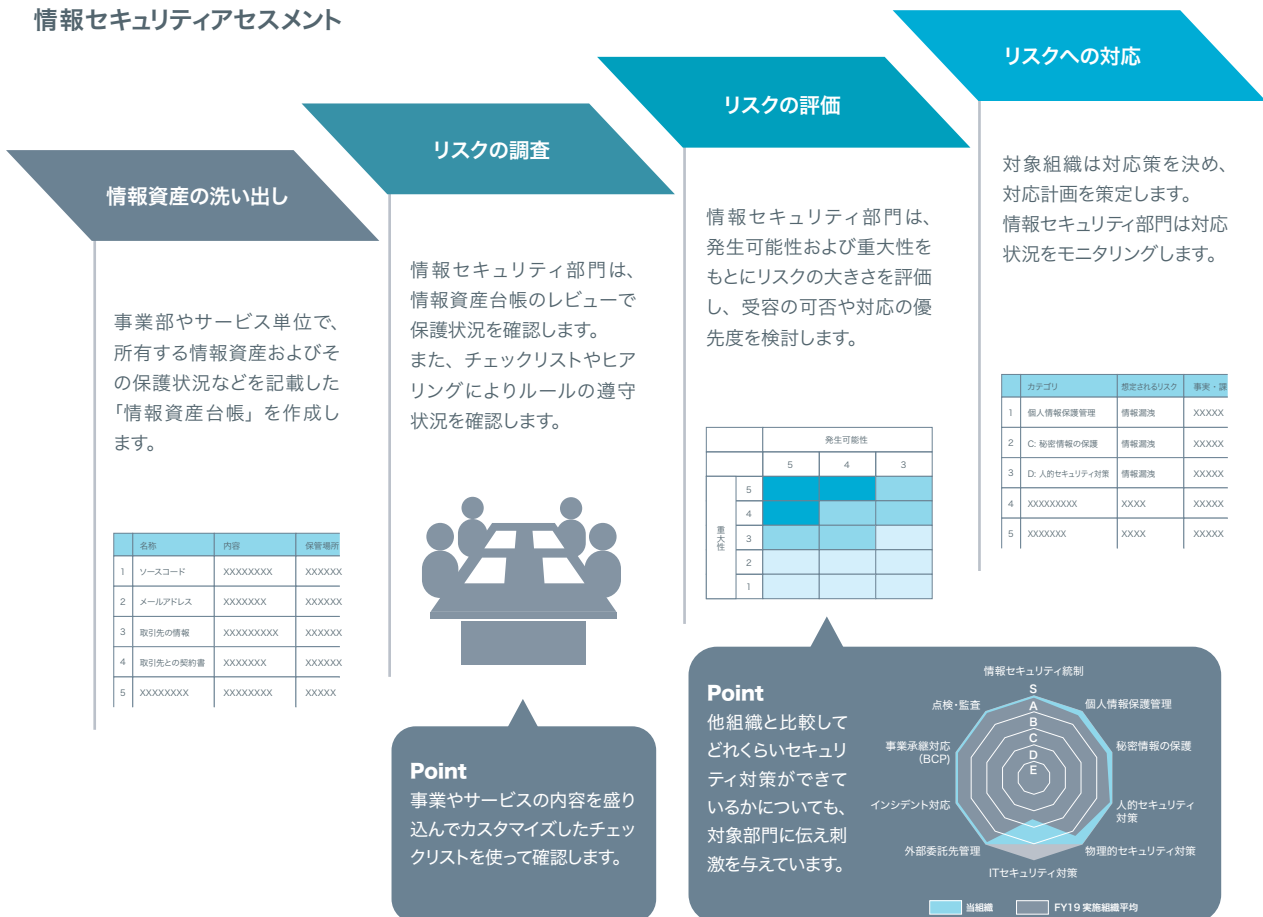 情報セキュリティアセスメント
情報資産の洗い出し
事業部やサービス単位で、
所有する情報資産およびそ
の保護状況などを記載した
「情報資産台帳」を作成し
ます。
名称 内容 保管場所
1 ソースコード XXXXXXXX XXXXXX
2 メールアドレス XXXXXXX XXXXXX
3 取引先の情報 XXXXXXXXX XXXXXX
4 取引先との契約書 XXXXXXX XXXXXX
5 XXXXXXXX XXXXXXXX XXXXX
リスクの調査
情報セキュリティ部門は、
情報資産台帳のレビューで
保護状況を確認します。
また、チェックリストやヒア
リングによりルールの遵守
状況を確認します。
Point
事業やサービスの内容を盛り
込んでカスタマイズしたチェッ
クリストを使って確認します。
リスクの評価
情報セキュリティ部門は、
発生可能性および重大性を
もとにリスクの大きさを評価
し、受容の可否や対応の優
先度を検討します。
発生可能性
5 4 3
重大性
5
4
3
2
1
Point
他組織と比較して
どれくらいセキュリ
ティ対策ができて
いるかについても、
対象部門に伝え刺
激を与えています。
情報セキュリティ統制
個人情報保護管理
秘密情報の保護
人的セキュリティ
対策
物理的セキュリティ対策
ITセキュリティ対策
外部委託先管理
インシデント対応
事業承継対応
(BCP)
点検・監査
S
A
B
C
D
E
当組織 FY19 実施組織平均
リスクへの対応
対象組織は対応策を決め、
対応計画を策定します。
情報セキュリティ部門は対応
状況をモニタリングします。
カテゴリ 想定されるリスク 事実・課
1 個人情報保護管理 情報漏洩 XXXXX
2 C: 秘密情報の保護 情報漏洩 XXXXX
3 D: 人的セキュリティ対策 情報漏洩 XXXXX
4 XXXXXXXXX XXXX XXXXX
5 XXXXXXX XXXX XXXXX